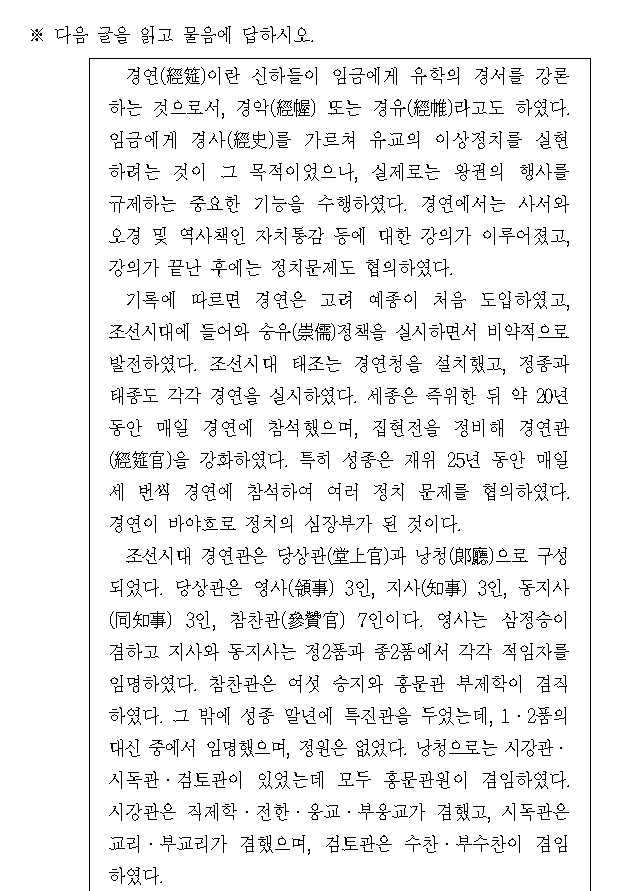 ※ 다음 글을 읽고 물음에 답하시오.
경연(經筵)이란 신하들이 임금에게 유학의 경서를 강론
하는 것으로서, 경악(經幄) 또는 경유(經帷)라고도 하였다.
임금에게 경사(經史)를 가르쳐 유교의 이상정치를 실현
하려는 것이 그 목적이었으나, 실제로는 왕권의 행사를
규제하는 중요한 기능을 수행하였다. 경연에서는 사서와
오경 및 역사책인 자치통감 등에 대한 강의가 이루어졌고,
강의가 끝난 후에는 정치문제도 협의하였다.
기록에 따르면 경연은 고려 예종이 처음 도입하였고,
조선시대에 들어와 숭유(崇儒)정책을 실시하면서 비약적으로
발전하였다. 조선시대 태조는 경연청을 설치했고, 정종과
태종도 각각 경연을 실시하였다. 세종은 즉위한 뒤 약 20년
동안 매일 경연에 참석했으며, 집현전을 정비해 경연관
(經筵官)을 강화하였다. 특히 성종은 재위 25년 동안 매일
세 번씩 경연에 참석하여 여러 정치 문제를 협의하였다.
경연이 바야흐로 정치의 심장부가 된 것이다.
조선시대 경연관은 당상관(堂上官)과 낭청(郎廳)으로 구성
되었다. 당상관은 영사(領事) 3인, 지사(知事) 3인, 동지사
(同知事) 3인, 참찬관(參贊官) 7인이다. 영사는 삼정승이
겸하고 지사와 동지사는 정2품과 종2품에서 각각 적임자를
임명하였다. 참찬관은 여섯 승지와 홍문관 부제학이 겸직
하였다. 그 밖에 성종 말년에 특진관을 두었는데, 1·2품의
대신 중에서 임명했으며, 정원은 없었다. 낭청으로는 시강관·
시독관·검토관이 있었는데 모두 홍문관원이 겸임하였다.
시강관은 직제학·전한·응교·부응교가 겸했고, 시독관은
교리·부교리가 겸했으며, 검토관은 수찬·부수찬이 겸임
하였다.